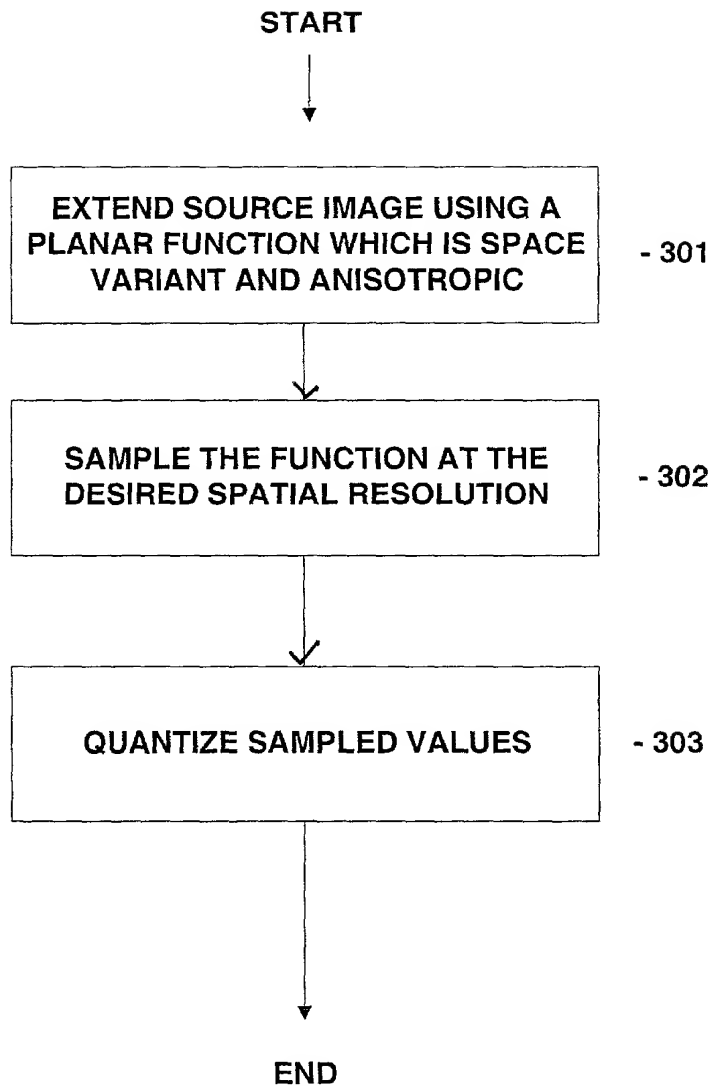 START
EXTEND SOURCE IMAGE USING A
PLANAR FUNCTION WHICH IS SPACE
VARIANT AND ANISOTROPIC
- 301
SAMPLE THE FUNCTION AT THE
DESIRED SPATIAL RESOLUTION
- 302
QUANTIZE SAMPLED VALUES
- 303
END